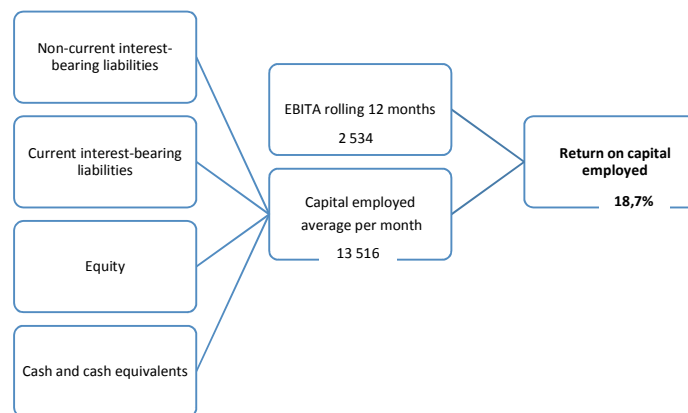 Non-current interest-
bearing liabilities
Current interest-bearing
liabilities
Equity
Cash and cash equivalents
EBITA rolling 12 months
2 534
Capital employed
average per month
13 516
Return on capital
employed
18,7%